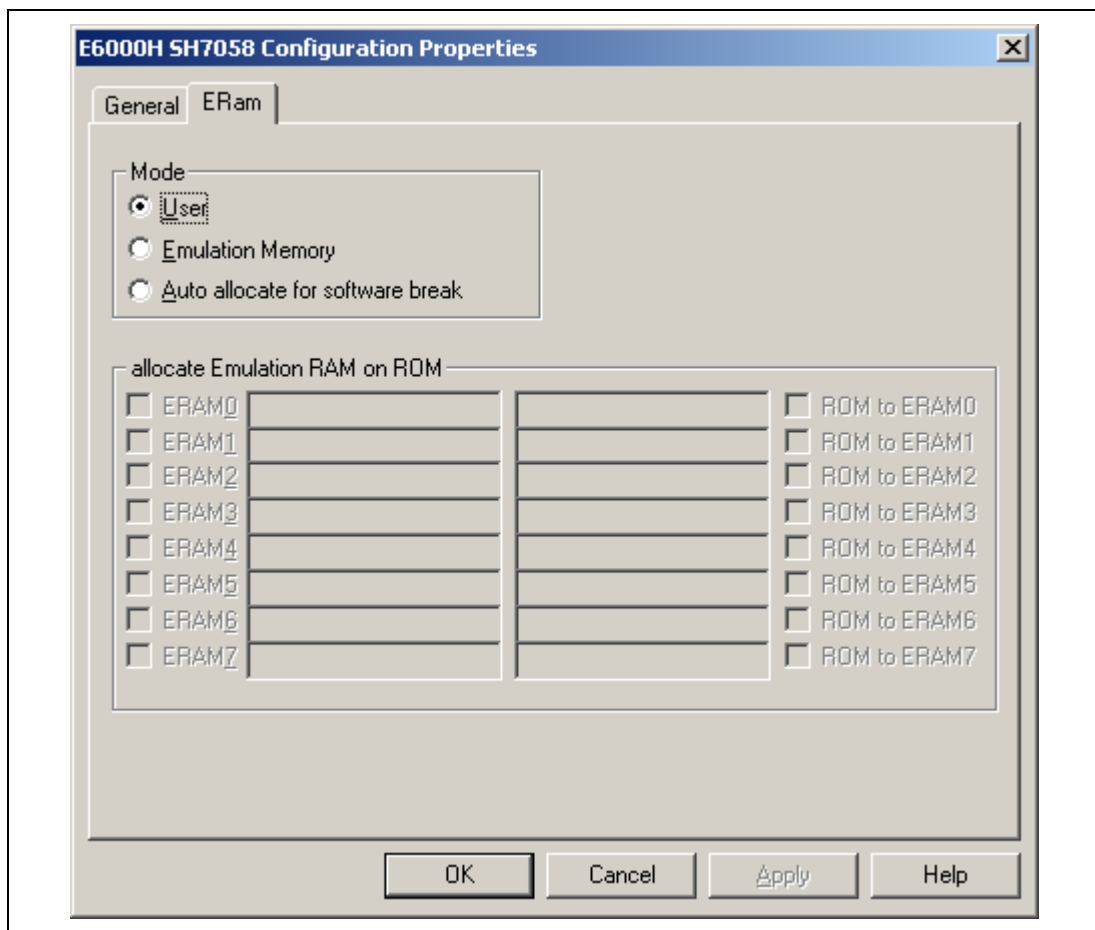 E6000H SH7058 Configuration Properties
General ERam
Mode
User
Emulation Memory
Auto allocate for software break
allocate Emulation RAM on ROM
ERAM0 ROM to ERAM0
ERAM1 ROM to ERAM1
ERAM2 ROM to ERAM2
ERAM3 ROM to ERAM3
ERAM4 ROM to ERAM4
ERAM5 ROM to ERAM5
ERAM6 ROM to ERAM6
ERAM7 ROM to ERAM7
OK Cancel Apply Help